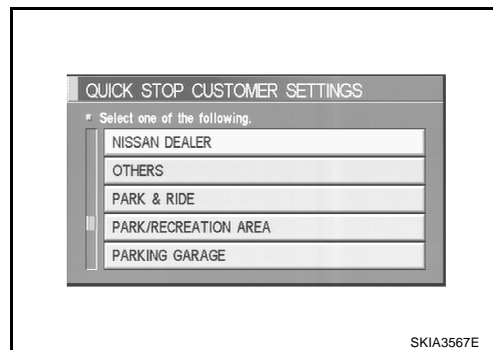 QUICK STOP CUSTOMER SETTINGS
Select one of the following.
NISSAN DEALER
OTHERS
PARK & RIDE
PARK/RECREATION AREA
PARKING GARAGE
SKIA3567E